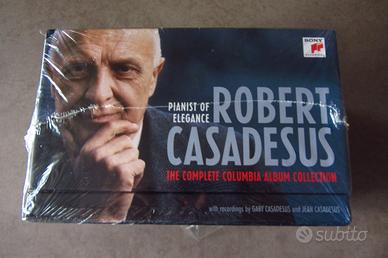 SONY
PIANIST OF
ELEGANCE
ROBERT
CASADESUS
THE COMPLETE COLUMBIA ALBUM COLLECTION
with recordings by GABY CASADESUS and JEAN CASADESUS
subito